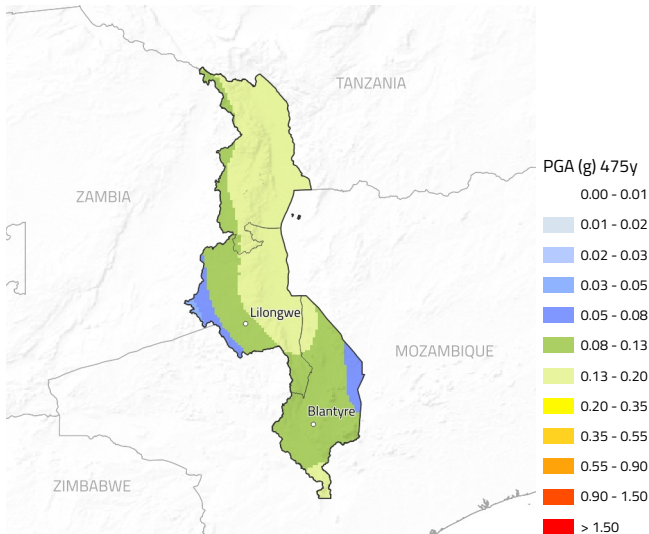 TANZANIA
PGA (g) 475y
0.00 - 0.01
ZAMBIA
0.01 - 0.02
0.02 - 0.03
0.03 - 0.05
Lilongwe
0.05 - 0.08
0.08 - 0.13
MOZAMBIQUE
0.13 - 0.20
Blantyre
0.20 - 0.35
0.35 - 0.55
0.55 - 0.90
ZIMBABWE
0.90 - 1.50
> 1.50